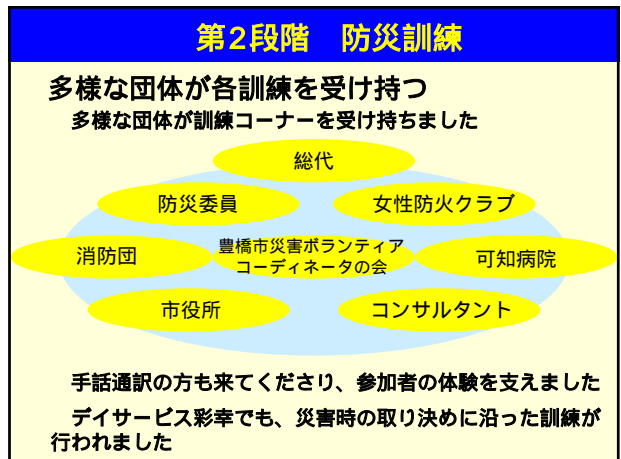 第2段階　防災訓練
多様な団体が各訓練を受け持つ
多様な団体が訓練コーナーを受け持ちました
総代
防災委員
女性防火クラブ
消防団
豊橋市災害ボランティア
コーディネータの会
可知病院
市役所
コンサルタント
手話通訳の方も来てくださり、参加者の体験を支えました
デイサービス彩幸でも、災害時の取り決めに沿った訓練が
行われました